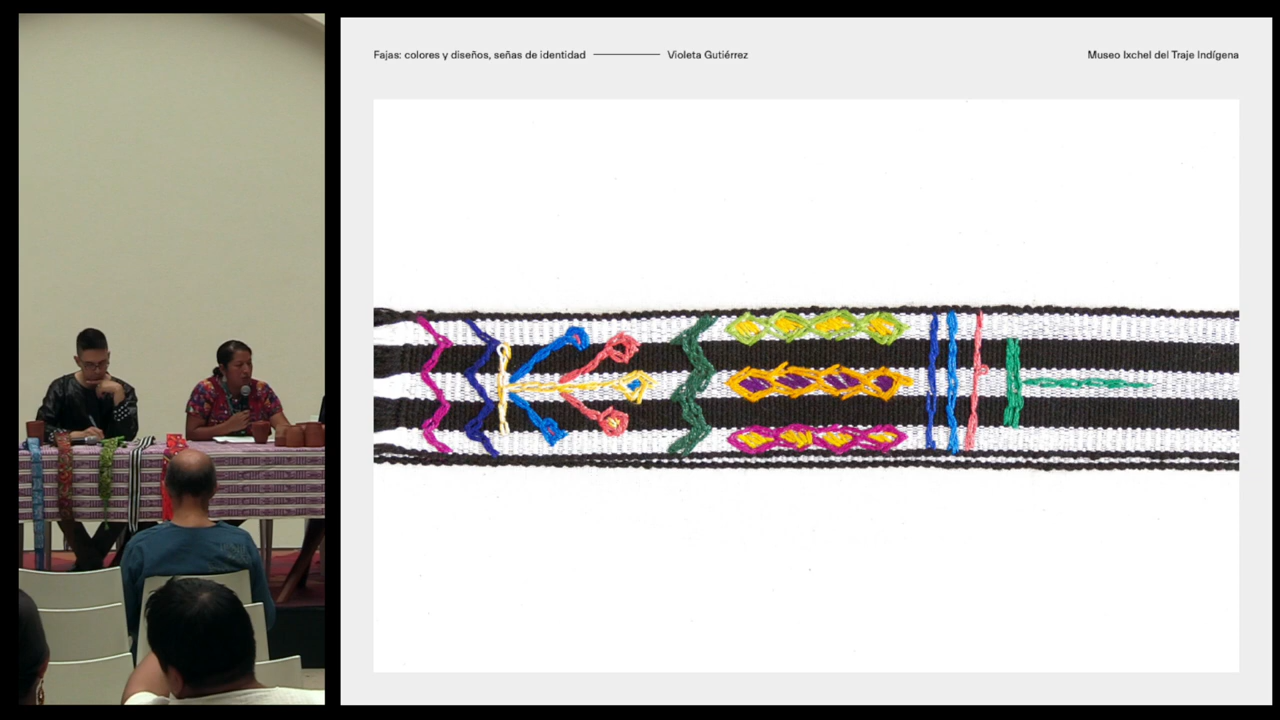 Fajas: colores y diseños, señas de identidad Violeta Gutiérrez Museo Ixchel del Traje Indígena